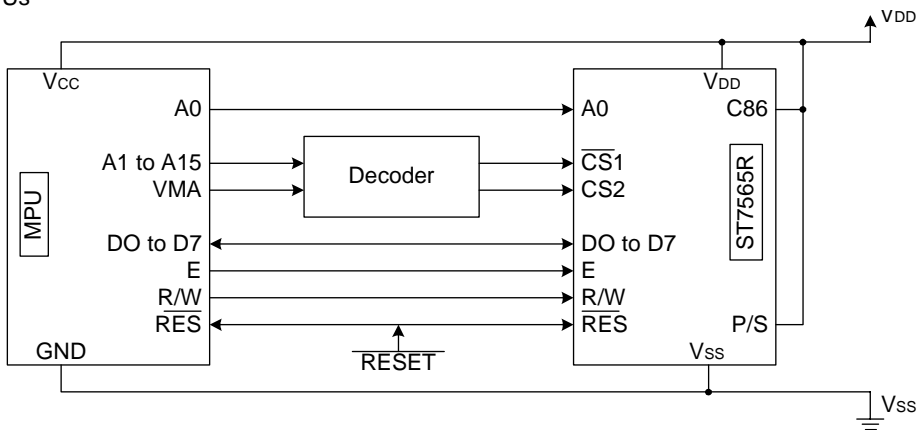 Us
VDD
VCC
A0
A1 to A15
VMA
MPU
DO to D7
E
R/W
RES
GND
Decoder
RESET
VDD
A0
C86
CS1
CS2
ST7565R
DO to D7
E
R/W
RES
P/S
VSS
VSS